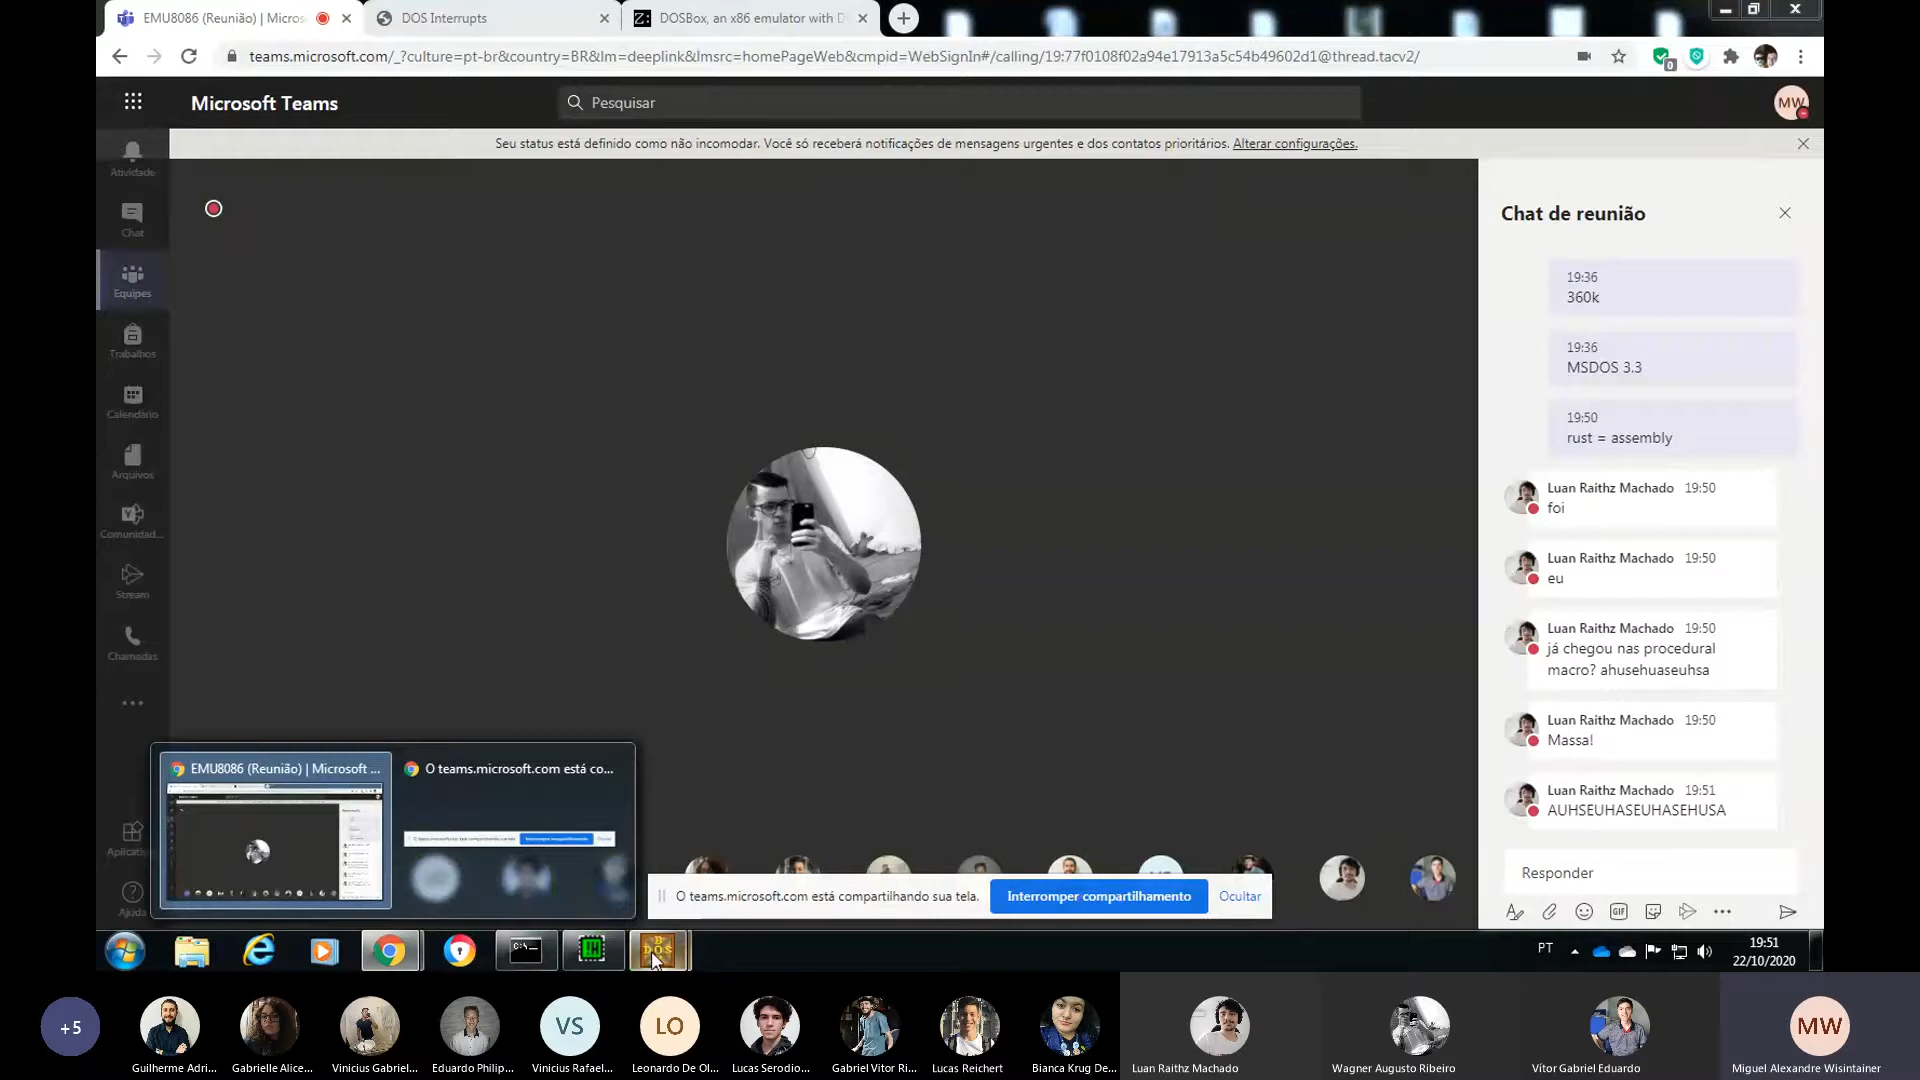 EMU8086 (Reunião) | Micros
DOS Interrupts
DOSBox, an x86 emulator with D
teams.microsoft.com/_?culture=pt-br&country=BR&lm=deeplink&lmsrc=homePageWeb&cmpid=WebSignIn#/calling/19:77f0108f02a94e17913a5c54b49602d1@thread.tacv2/
0
Microsoft Teams
Pesquisar
MW
Seu status está definido como não incomodar. Você só receberá notificações de mensagens urgentes e dos contatos prioritários. Alterar configurações.
Atividade
Chat
Equipes
Trabalhos
Calendário
Arquivos
Comunidad...
Stream
Chamadas
Aplicativ
Ajuda
Chat de reunião
19:36
360k
19:36
MSDOS 3.3
19:50
rust = assembly
Luan Raithz Machado 19:50
foi
Luan Raithz Machado 19:50
eu
Luan Raithz Machado 19:50
já chegou nas procedural
macro? ahusehuaseuhsa
Luan Raithz Machado 19:50
Massa!
Luan Raithz Machado 19:51
AUHSEUHASEUHASEHUSA
Responder
GIF
EMU8086 (Reunião) | Microsoft ...
O teams.microsoft.com está co...
O teams.microsoft.com está compartilhando sua tela.
Interromper compartilhamento
Ocultar
C:\
DOS
PT
19:51
22/10/2020
+5
VS
LO
MW
Guilherme Adri...
Gabrielle Alice...
Vinicius Gabriel...
Eduardo Philip...
Vinicius Rafael...
Leonardo De Ol...
Lucas Serodio...
Gabriel Vitor Ri...
Lucas Reichert
Bianca Krug De...
Luan Raithz Machado
Wagner Augusto Ribeiro
Vítor Gabriel Eduardo
Miguel Alexandre Wisintainer